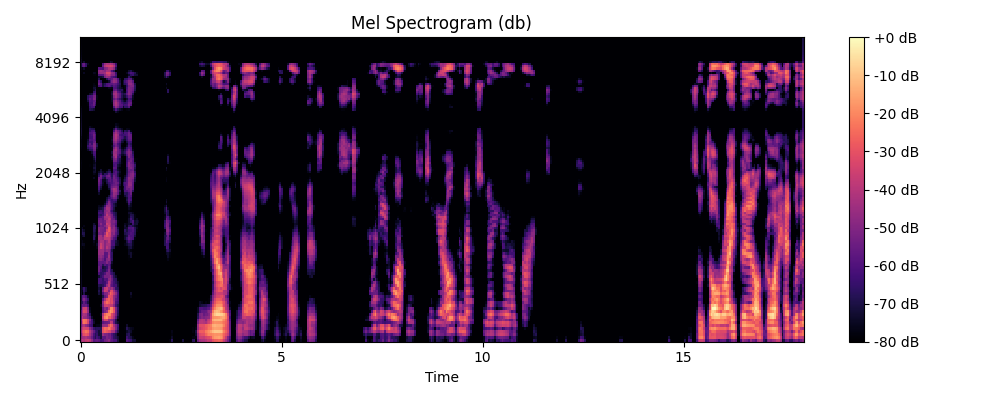 Mel Spectrogram (db)
8192
4096
2048
1024
512
0
Hz
0 5 10 15
Time
+0 dB
-10 dB
-20 dB
-30 dB
-40 dB
-50 dB
-60 dB
-70 dB
-80 dB